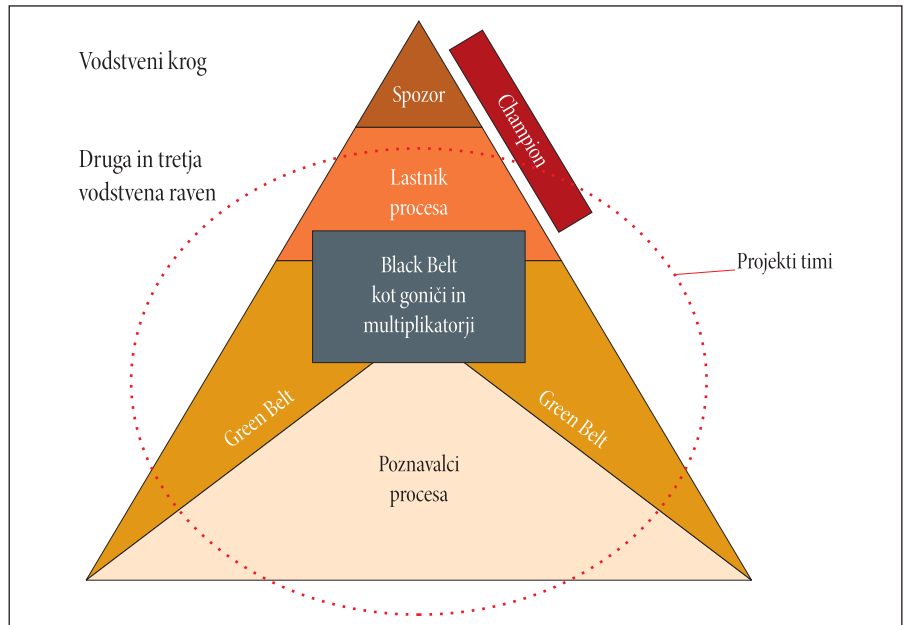 Vodstveni krog
Spozor
Champion
Druga in tretja
vodstvena raven
Lastnik
procesa
Projekti timi
Black Belt
kot goniči in
multiplikatorji
Green Belt
Green Belt
Poznavalci
procesa